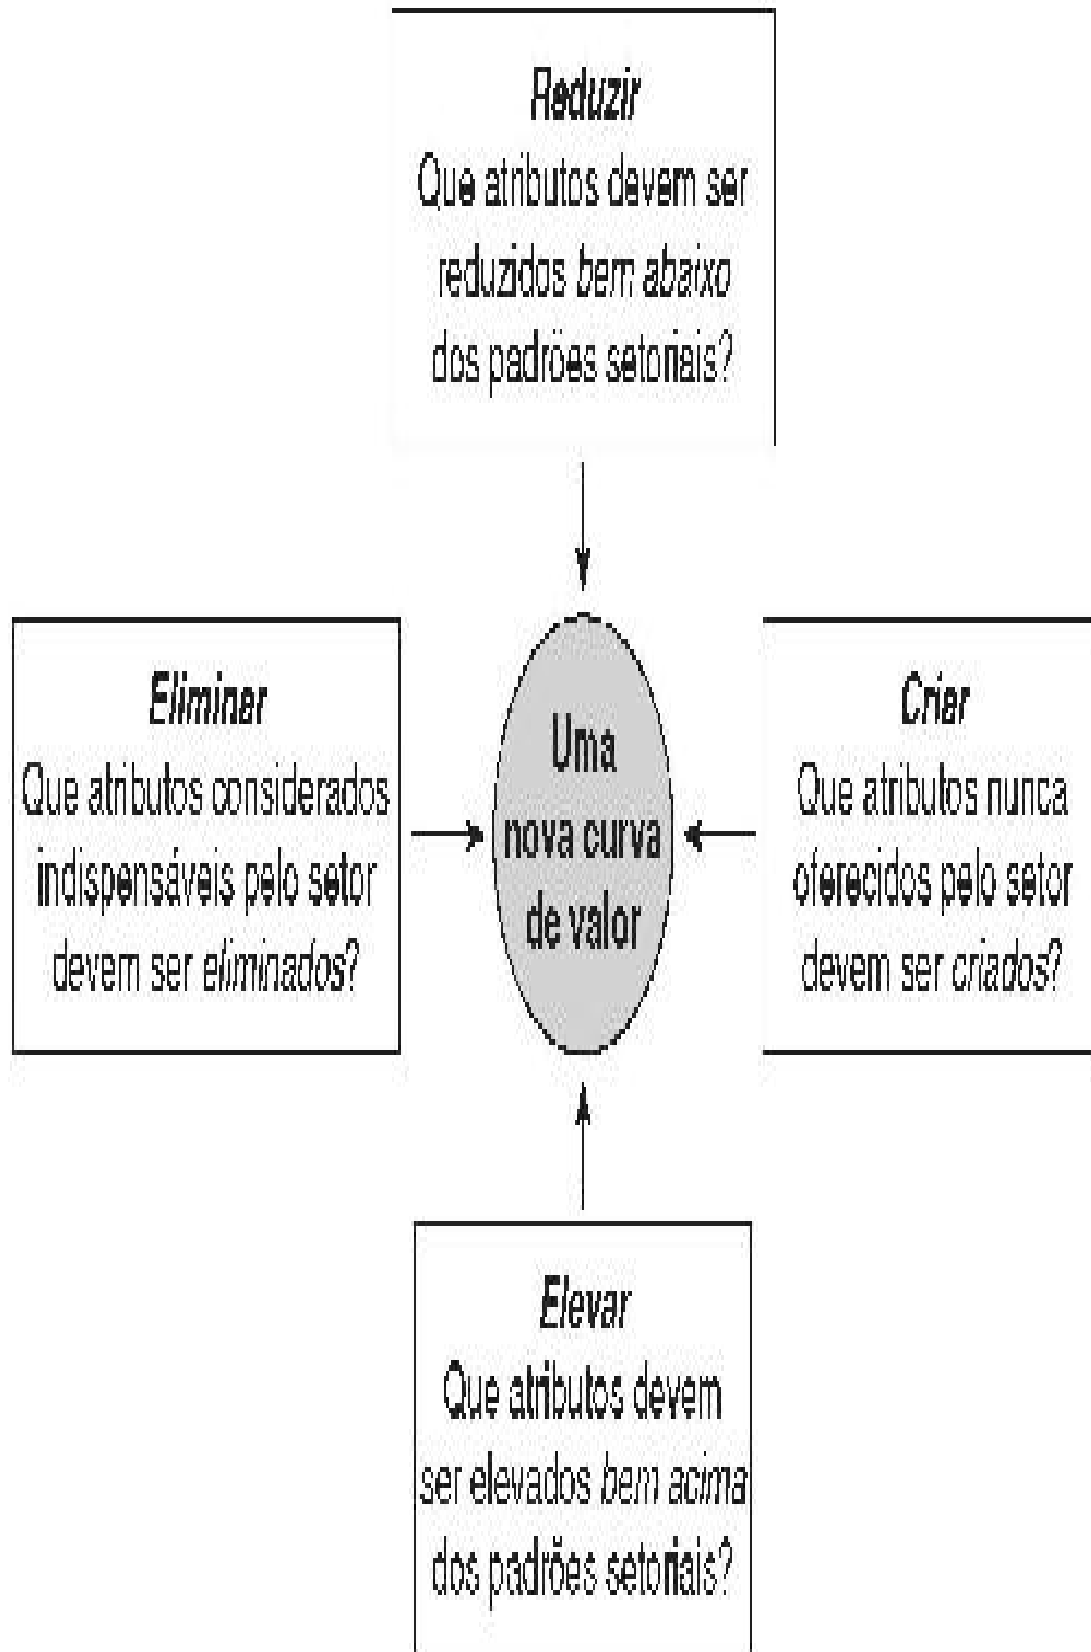 Reduzir
Que atributos devem ser
reduzidos bem abaixo
dos padrões setoriais?
Eliminar
Que atributos considerados
indispensáveis pelo setor
devem ser eliminados?
Uma
nova curva
de valor
Criar
Que atributos nunca
oferecidos pelo setor
devem ser criados?
Elevar
Que atributos devem
ser elevados bem acima
dos padrões setoriais?